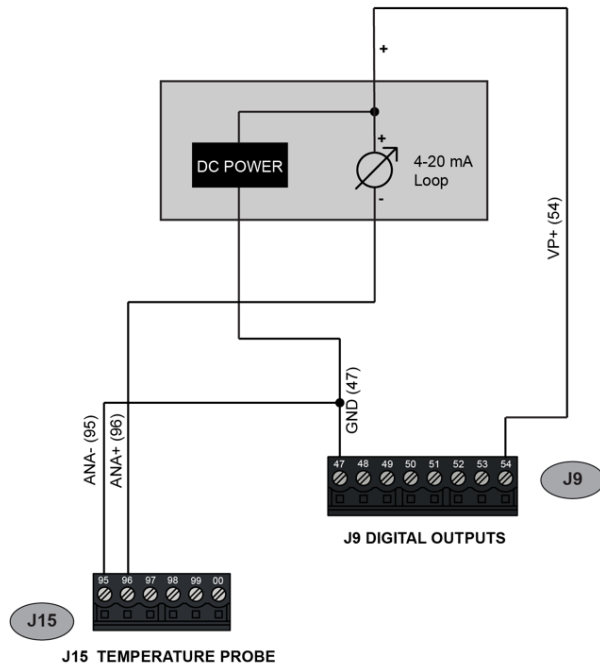 +
DC POWER
+
4-20 mA
Loop
-
VP+ (54)
GND (47)
ANA- (95)
ANA+ (96)
47 48 49 50 51 52 53 54
J9
J9 DIGITAL OUTPUTS
95 96 97 98 99 00
J15
J15 TEMPERATURE PROBE